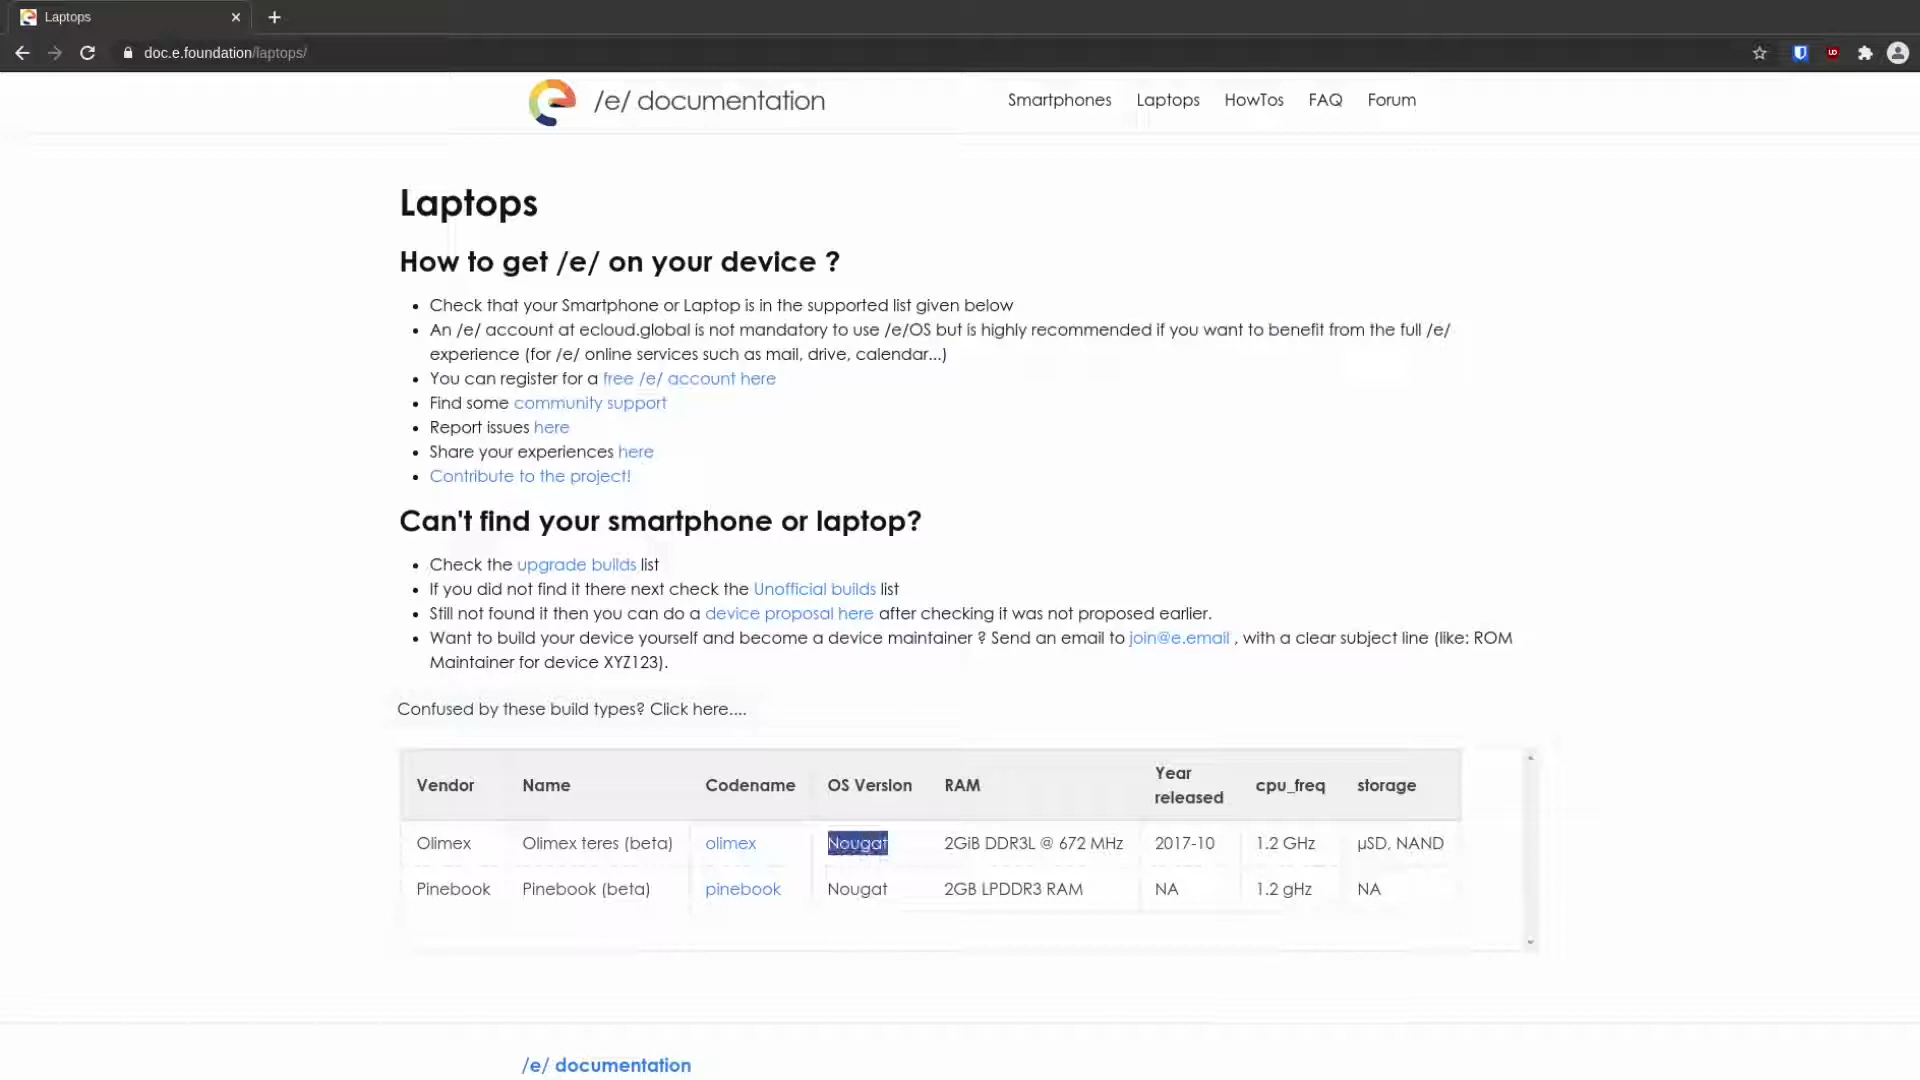 Laptops
doc.e.foundation/laptops/
/e/ documentation
Smartphones Laptops HowTos FAQ Forum
Laptops
How to get /e/ on your device ?
Check that your Smartphone or Laptop is in the supported list given below
An /e/ account at ecloud.global is not mandatory to use /e/OS but is highly recommended if you want to benefit from the full /e/
experience (for /e/ online services such as mail, drive, calendar...)
You can register for a free /e/ account here
Find some community support
Report issues here
Share your experiences here
Contribute to the project!
Can't find your smartphone or laptop?
Check the upgrade builds list
If you did not find it there next check the Unofficial builds list
Still not found it then you can do a device proposal here after checking it was not proposed earlier.
Want to build your device yourself and become a device maintainer ? Send an email to join@e.email , with a clear subject line (like: ROM
Maintainer for device XYZ123).
Confused by these build types? Click here....
Vendor Name Codename OS Version RAM Year released cpu_freq storage
Olimex Olimex teres (beta) olimex Nougat 2GiB DDR3L @ 672 MHz 2017-10 1.2 GHz µSD, NAND
Pinebook Pinebook (beta) pinebook Nougat 2GB LPDDR3 RAM NA 1.2 gHz NA
/e/ documentation